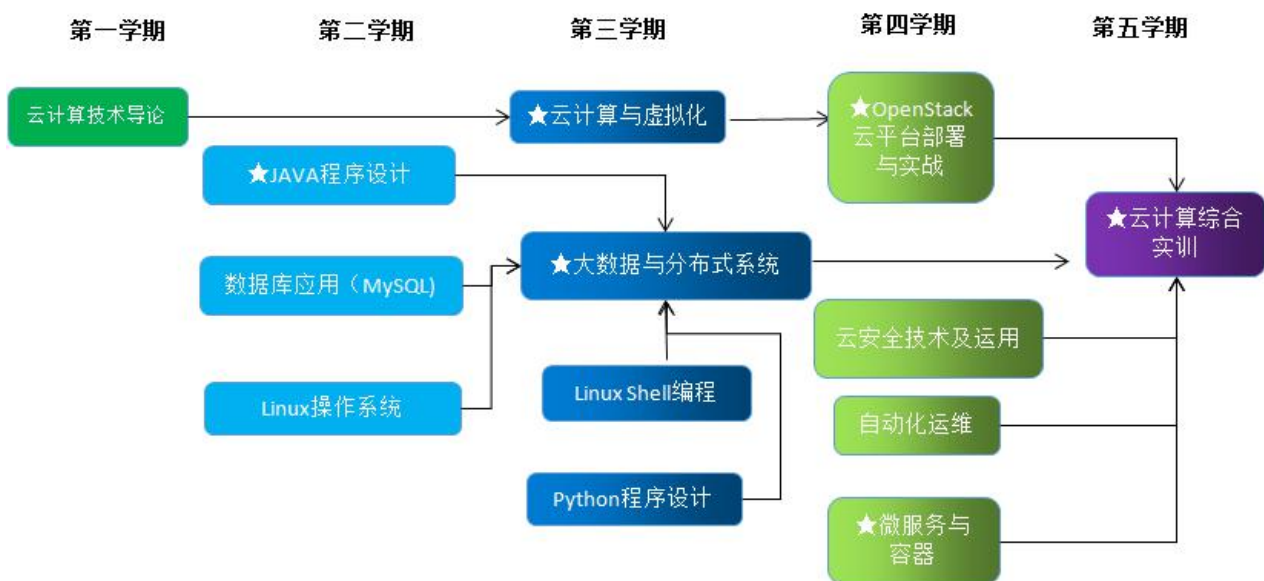 第一学期
第二学期
第三学期
第四学期
第五学期
云计算技术导论
★云计算与虚拟化
★OpenStack
云平台部署
与实战
★JAVA程序设计
★云计算综合
实训
数据库应用（MySQL)
★大数据与分布式系统
云安全技术及运用
Linux操作系统
Linux Shell编程
自动化运维
Python程序设计
★微服务与
容器